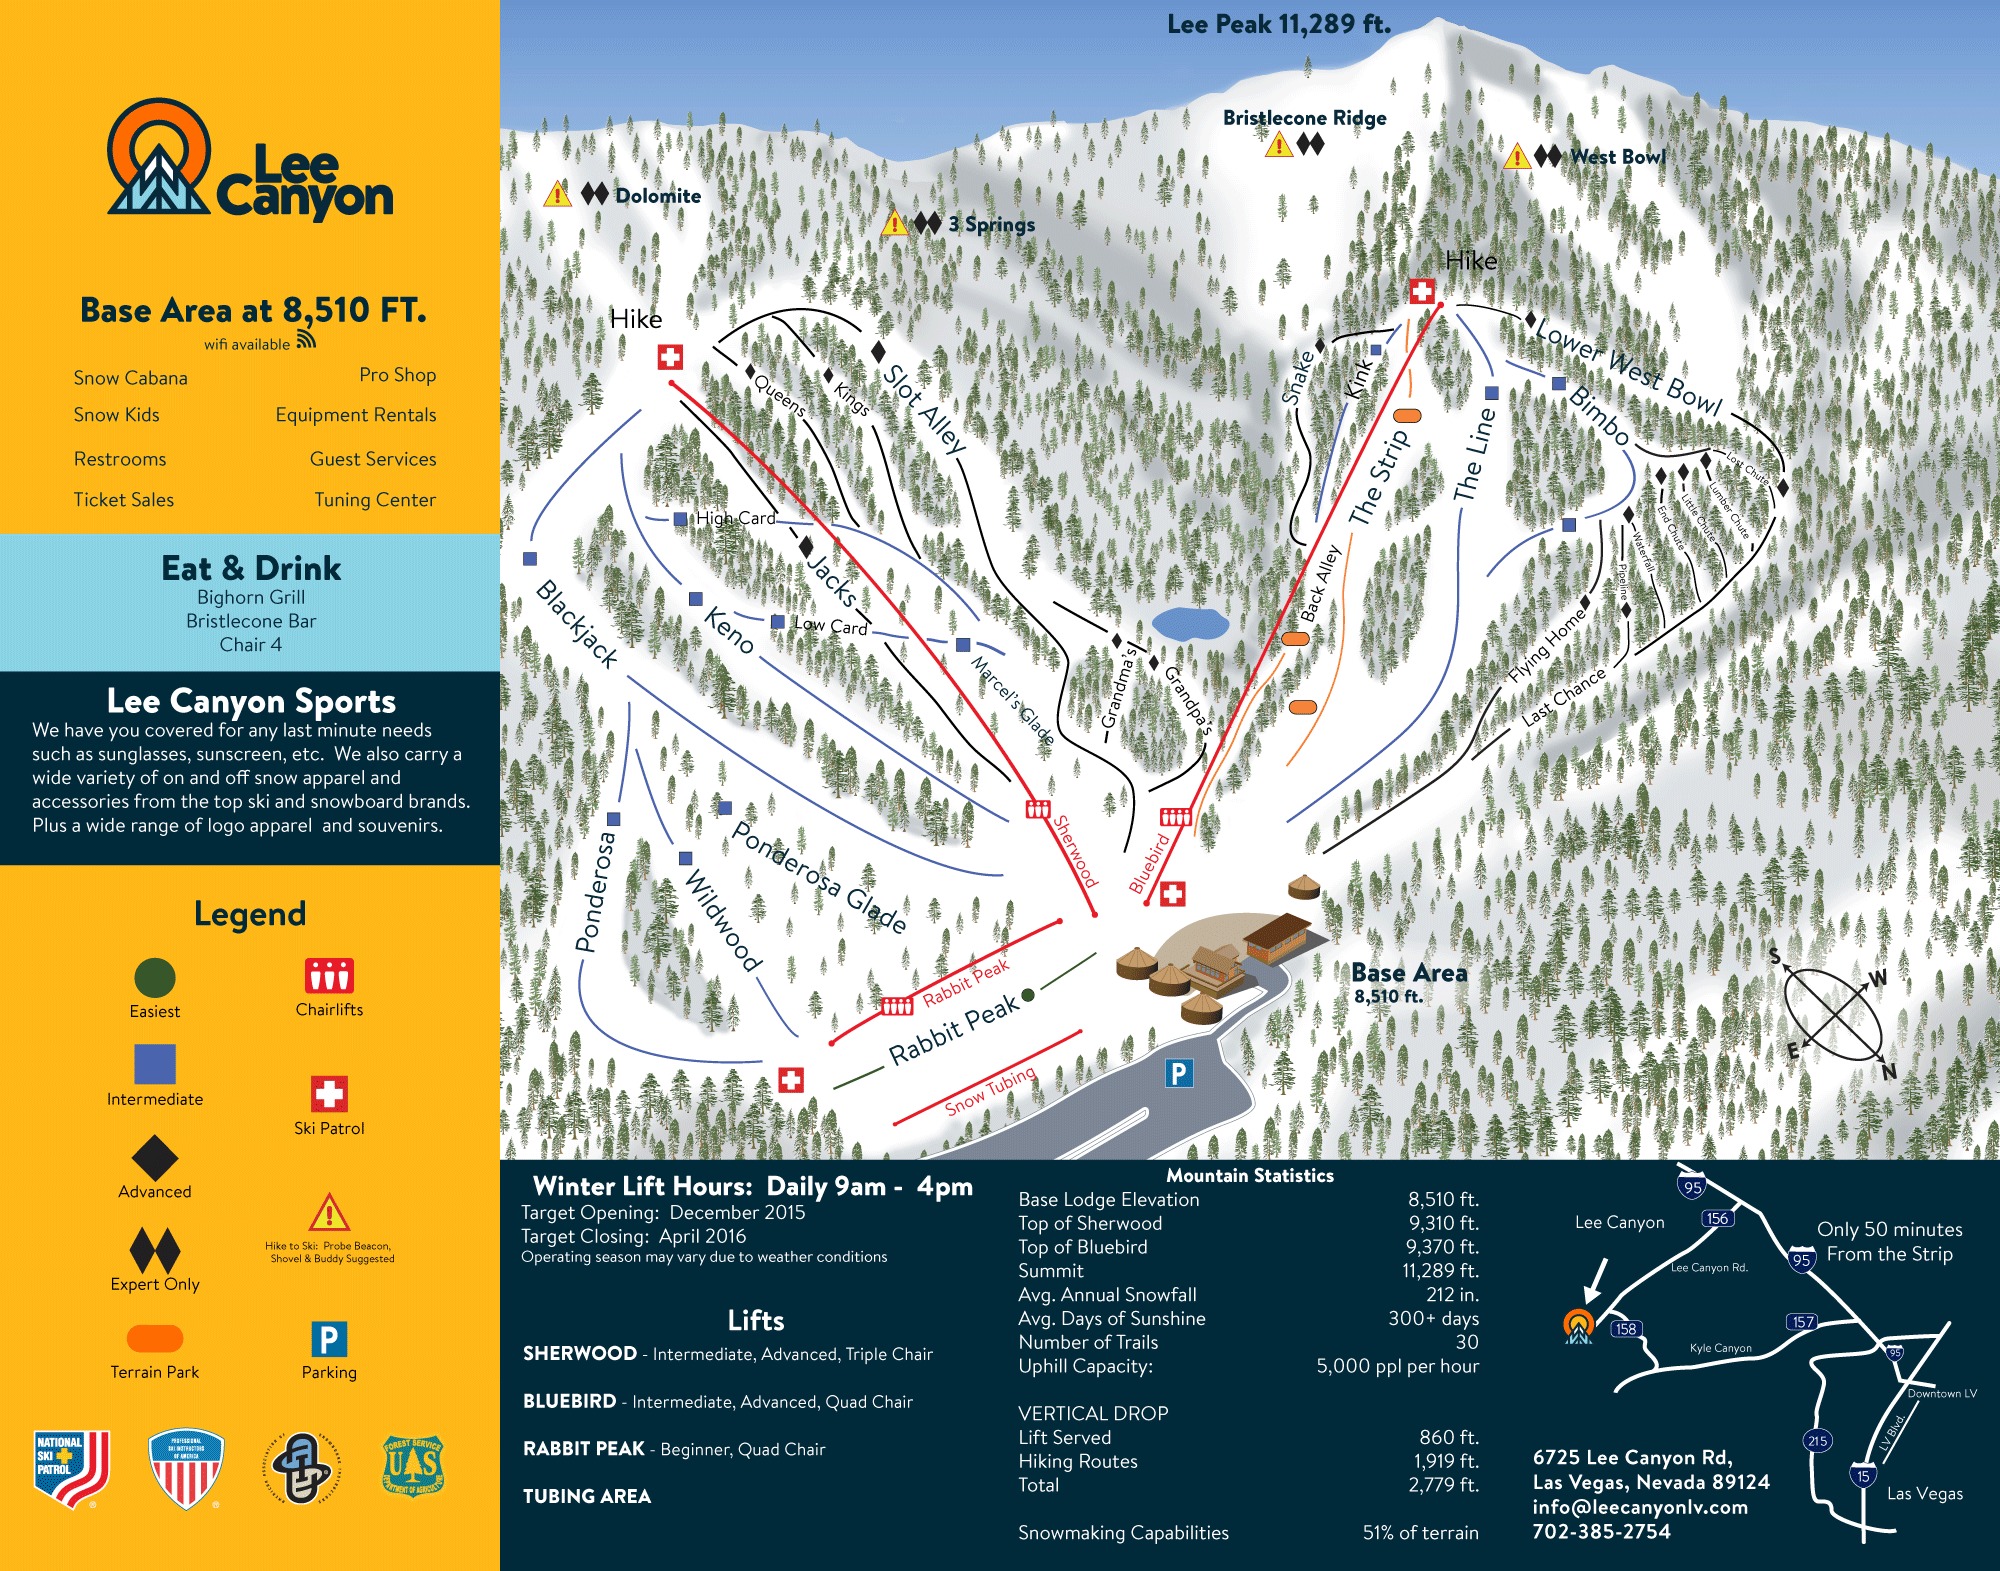 Lee
Canyon
Base Area at 8,510 FT.
wifi available
Snow Cabana
Pro Shop
Snow Kids
Equipment Rentals
Restrooms
Guest Services
Ticket Sales
Tuning Center
Eat & Drink
Bighorn Grill
Bristlecone Bar
Chair 4
Lee Canyon Sports
We have you covered for any last minute needs
such as sunglasses, sunscreen, etc.  We also carry a
wide variety of on and off snow apparel and
accessories from the top ski and snowboard brands.
Plus a wide range of logo apparel  and souvenirs.
Legend
Easiest
Chairlifts
Intermediate
Ski Patrol
Advanced
Expert Only
Hike to Ski:  Probe Beacon,
Shovel & Buddy Suggested
Terrain Park
P
Parking
NATIONAL
SKI
PATROL
PROFESSIONAL
SKI INSTRUCTORS
OF AMERICA
FOREST SERVICE
UAS
DEPARTMENT OF AGRICULTURE
Lee Peak 11,289 ft.
Bristlecone Ridge
West Bowl
Dolomite
3 Springs
Hike
Hike
Queens
Kings
Slot Alley
Snake
Kink
Lower West Bowl
Bimbo
The Strip
The Line
Lost Chute
Lumber Chute
Little Chute
End Chute
Waterfall
Pipeline
Flying Home
Last Chance
Back Alley
High Card
Jacks
Low Card
Keno
Blackjack
Marcel's Glade
Grandma's
Grandpa's
Sherwood
Bluebird
Ponderosa
Ponderosa Glade
Wildwood
Rabbit Peak
Rabbit Peak
Snow Tubing
P
Base Area
8,510 ft.
S
W
E
N
Winter Lift Hours:  Daily 9am -  4pm
Target Opening:  December 2015
Target Closing:  April 2016
Operating season may vary due to weather conditions
Lifts
SHERWOOD - Intermediate, Advanced, Triple Chair
BLUEBIRD - Intermediate, Advanced, Quad Chair
RABBIT PEAK - Beginner, Quad Chair
TUBING AREA
Mountain Statistics
Base Lodge Elevation 8,510 ft.
Top of Sherwood 9,310 ft.
Top of Bluebird 9,370 ft.
Summit 11,289 ft.
Avg. Annual Snowfall 212 in.
Avg. Days of Sunshine 300+ days
Number of Trails 30
Uphill Capacity: 5,000 ppl per hour
VERTICAL DROP
Lift Served 860 ft.
Hiking Routes 1,919 ft.
Total 2,779 ft.
Snowmaking Capabilities 51% of terrain
95
Lee Canyon
156
Only 50 minutes
From the Strip
95
Lee Canyon Rd.
158
157
Kyle Canyon
95
Downtown LV
LV Blvd.
215
15
Las Vegas
6725 Lee Canyon Rd,
Las Vegas, Nevada 89124
info@leecanyonlv.com
702-385-2754